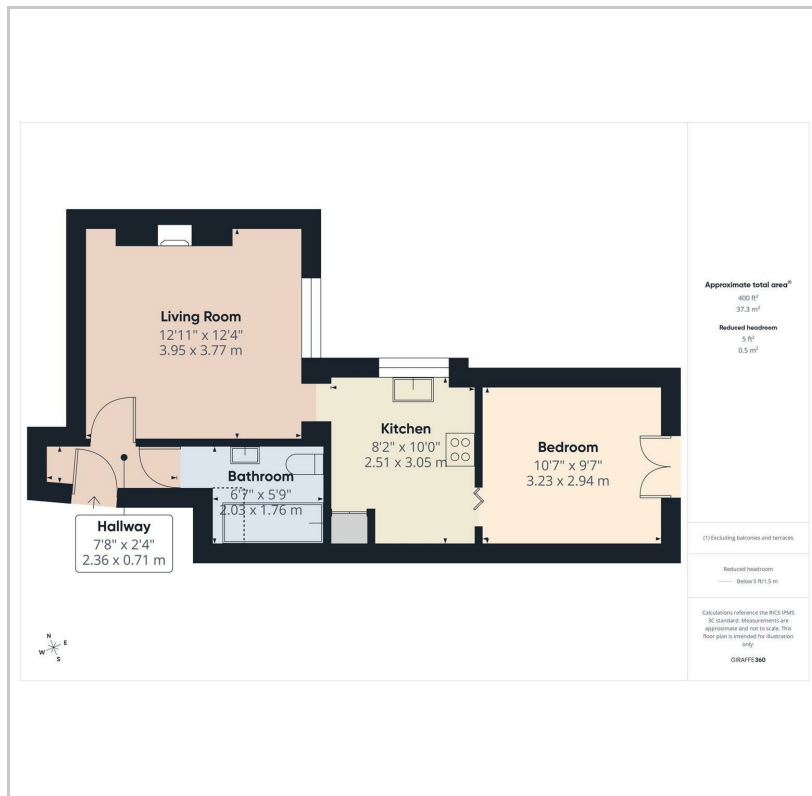 Living Room
12'11" x 12'4"
3.95 x 3.77 m
Kitchen
8'2" x 10'0"
2.51 x 3.05 m
Bedroom
10'7" x 9'7"
3.23 x 2.94 m
Bathroom
6'7" x 5'9"
2.03 x 1.76 m
Hallway
7'8" x 2'4"
2.36 x 0.71 m
N
E
W
S
Approximate total area⁽¹⁾
400 ft²
37.3 m²
Reduced headroom
5 ft²
0.5 m²
(1) Excluding balconies and terraces
Reduced headroom
Below 5 ft/1.5 m
Calculations reference the RICS IPMS
3C standard. Measurements are
approximate and not to scale. This
floor plan is intended for illustration
only.
GIRAFFE360